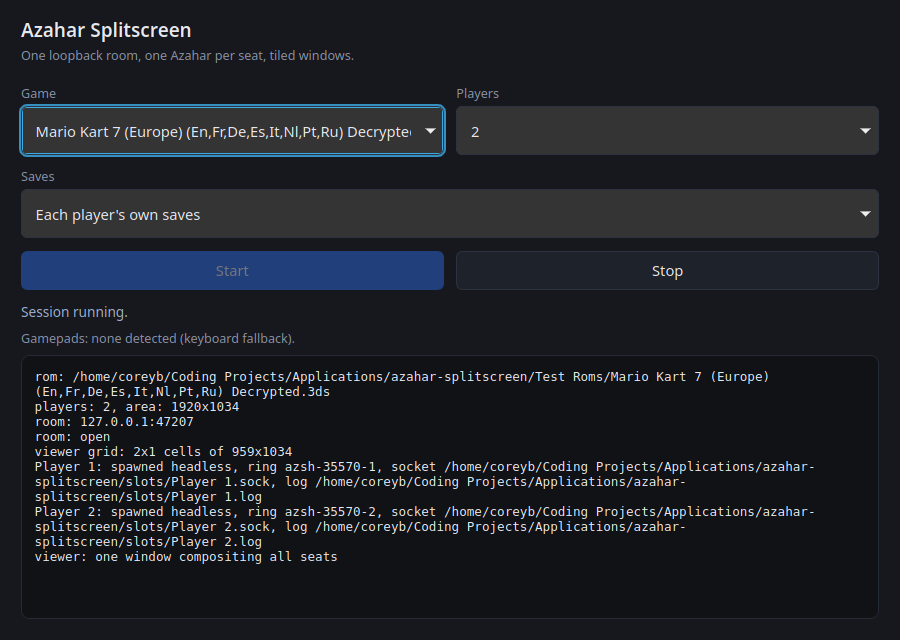 Azahar Splitscreen
One loopback room, one Azahar per seat, tiled windows.
Game
Players
Mario Kart 7 (Europe) (En,Fr,De,Es,It,Nl,Pt,Ru) Decrypte
2
Saves
Each player's own saves
Start
Stop
Session running.
Gamepads: none detected (keyboard fallback).
rom: /home/coreyb/Coding Projects/Applications/azahar-splitscreen/Test Roms/Mario Kart 7 (Europe)
(En,Fr,De,Es,It,Nl,Pt,Ru) Decrypted.3ds
players: 2, area: 1920x1034
room: 127.0.0.1:47207
room: open
viewer grid: 2x1 cells of 959x1034
Player 1: spawned headless, ring azsh-35570-1, socket /home/coreyb/Coding Projects/Applications/azahar-
splitscreen/slots/Player 1.sock, log /home/coreyb/Coding Projects/Applications/azahar-
splitscreen/slots/Player 1.log
Player 2: spawned headless, ring azsh-35570-2, socket /home/coreyb/Coding Projects/Applications/azahar-
splitscreen/slots/Player 2.sock, log /home/coreyb/Coding Projects/Applications/azahar-
splitscreen/slots/Player 2.log
viewer: one window compositing all seats